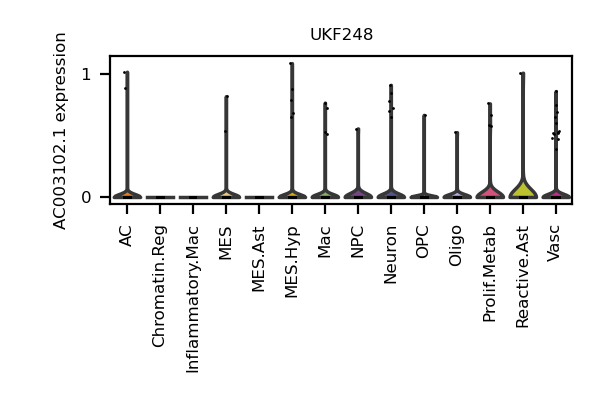 UKF248
AC003102.1 expression
1
0
AC
Chromatin.Reg
Inflammatory.Mac
MES
MES.Ast
MES.Hyp
Mac
NPC
Neuron
OPC
Oligo
Prolif.Metab
Reactive.Ast
Vasc